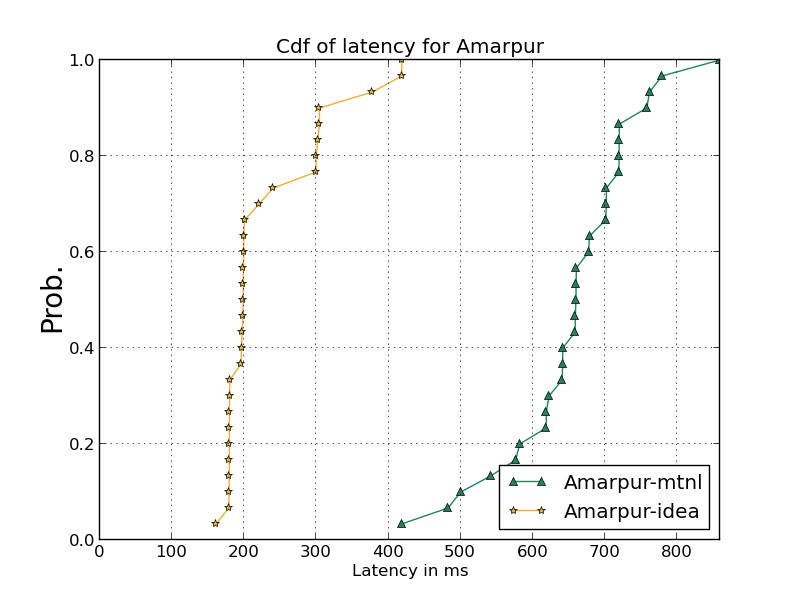 Cdf of latency for Amarpur
1.0
0.8
0.6
0.4
0.2
0.0
Prob.
0 100 200 300 400 500 600 700 800
Latency in ms
Amarpur-mtnl
Amarpur-idea